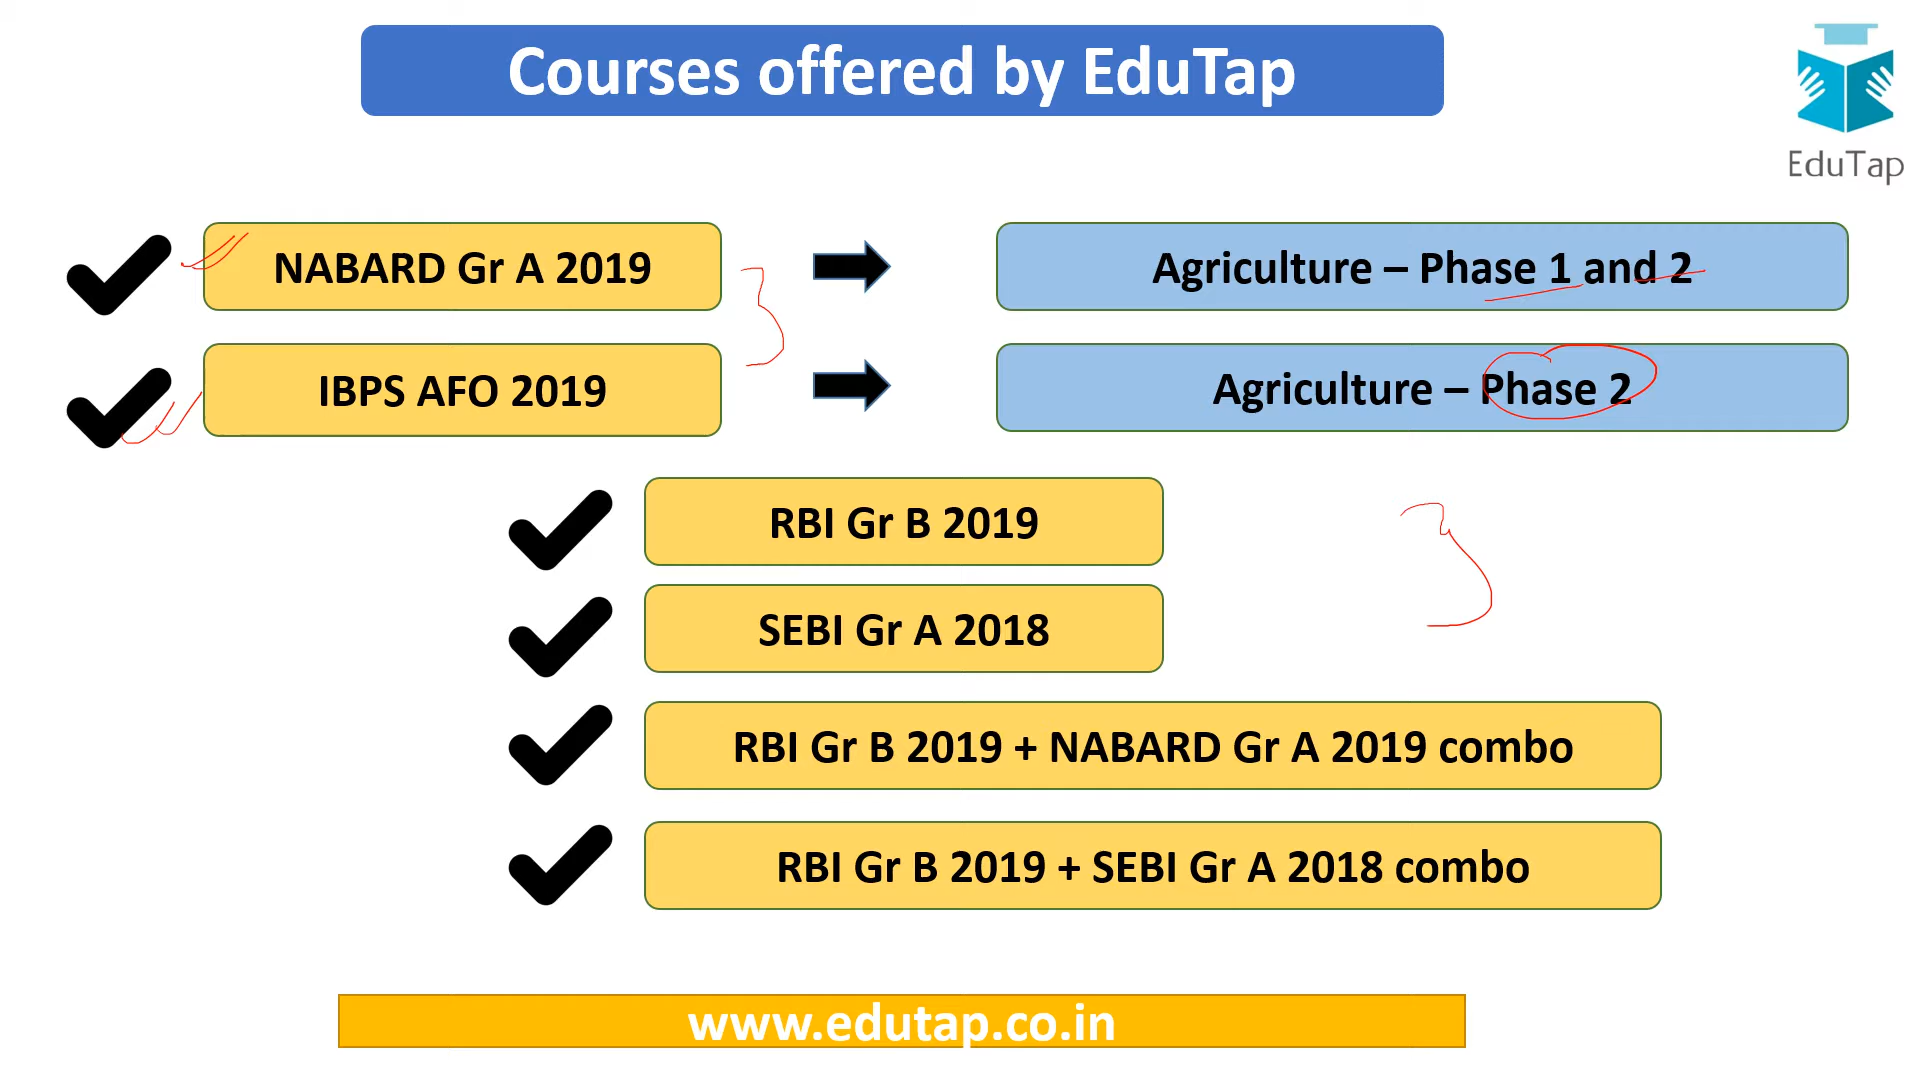 Courses offered by EduTap
EduTap
NABARD Gr A 2019
Agriculture – Phase 1 and 2
IBPS AFO 2019
Agriculture – Phase 2
RBI Gr B 2019
SEBI Gr A 2018
RBI Gr B 2019 + NABARD Gr A 2019 combo
RBI Gr B 2019 + SEBI Gr A 2018 combo
www.edutap.co.in